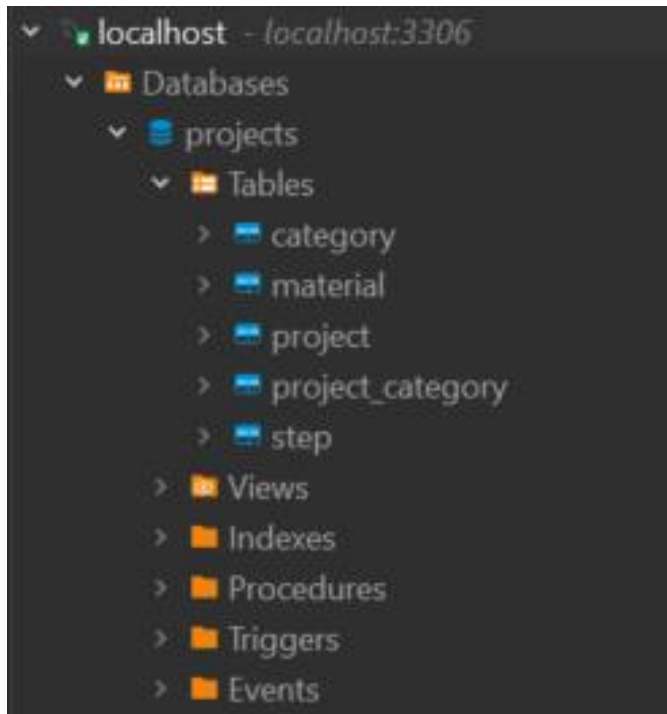 localhost - localhost:3306
Databases
projects
Tables
category
material
project
project_category
step
Views
Indexes
Procedures
Triggers
Events